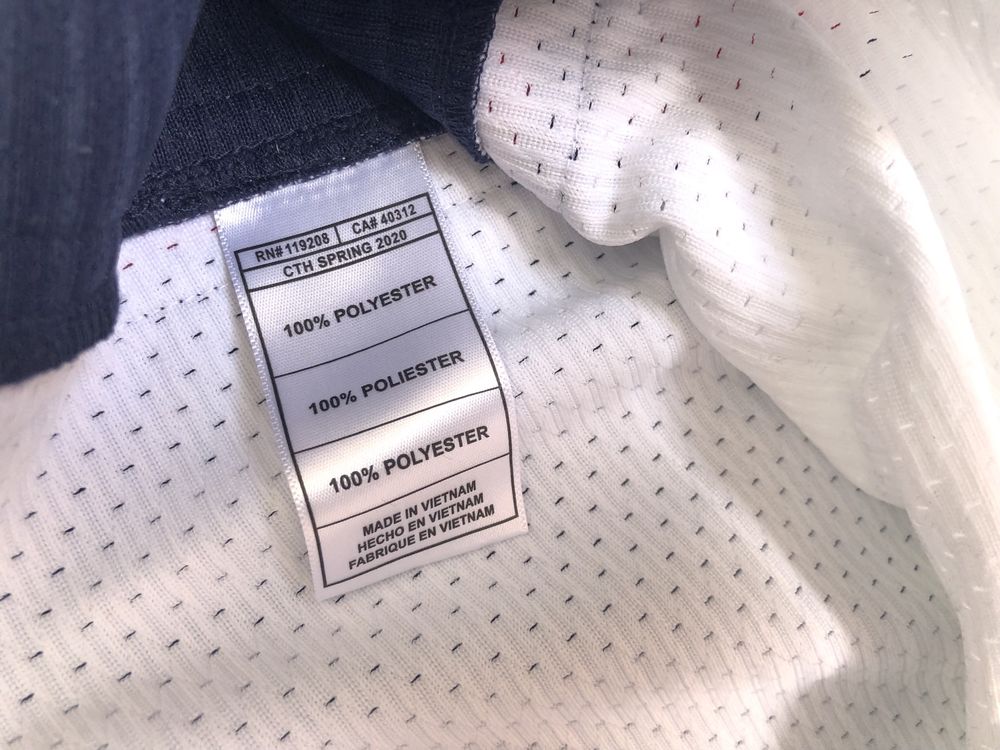 RN# 119208 CA# 40312
CTH SPRING 2020
100% POLYESTER
100% POLIESTER
100% POLYESTER
MADE IN VIETNAM
HECHO EN VIETNAM
FABRIQUE EN VIETNAM